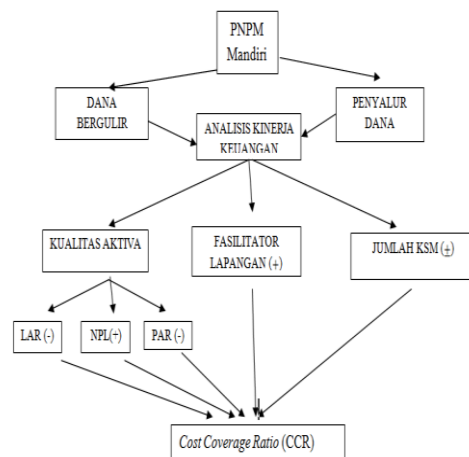 PNPM
Mandiri
DANA
BERGULIR
PENYALUR
DANA
ANALISIS KINERJA
KEUANGAN
KUALITAS AKTIVA
FASILITATOR
LAPANGAN (+)
JUMLAH KSM (+)
LAR (-)
NPL(+)
PAR (-)
Cost Coverage Ratio (CCR)